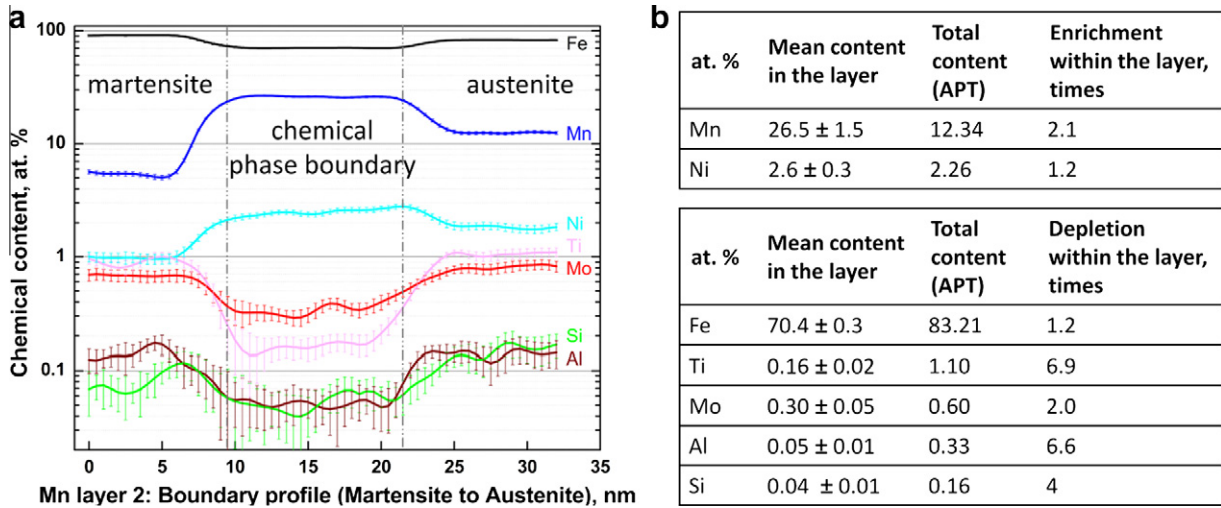 a
100
10
1
0.1
Chemical content, at. %
martensite
austenite
chemical
phase boundary
Fe
Mn
Ni
Ti
Mo
Si
Al
0 5 10 15 20 25 30 35
Mn layer 2: Boundary profile (Martensite to Austenite), nm
b
at. % Mean content in the layer Total content (APT) Enrichment within the layer, times
Mn 26.5 ± 1.5 12.34 2.1
Ni 2.6 ± 0.3 2.26 1.2
at. % Mean content in the layer Total content (APT) Depletion within the layer, times
Fe 70.4 ± 0.3 83.21 1.2
Ti 0.16 ± 0.02 1.10 6.9
Mo 0.30 ± 0.05 0.60 2.0
Al 0.05 ± 0.01 0.33 6.6
Si 0.04 ± 0.01 0.16 4